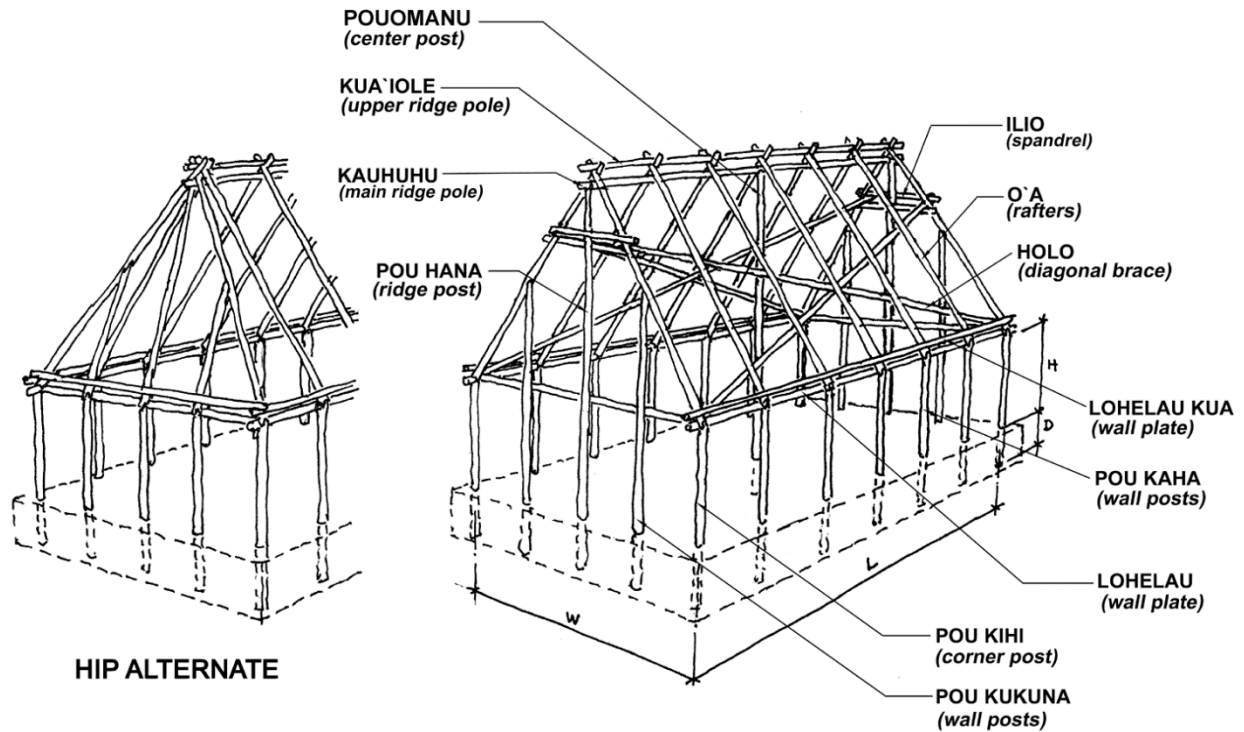 POUOMANU
(center post)
KUA`IOLE
(upper ridge pole)
KAUHUHU
(main ridge pole)
POU HANA
(ridge post)
ILIO
(spandrel)
O`A
(rafters)
HOLO
(diagonal brace)
H
D
LOHELAU KUA
(wall plate)
POU KAHA
(wall posts)
L
LOHELAU
(wall plate)
W
POU KIHI
(corner post)
POU KUKUNA
(wall posts)
HIP ALTERNATE